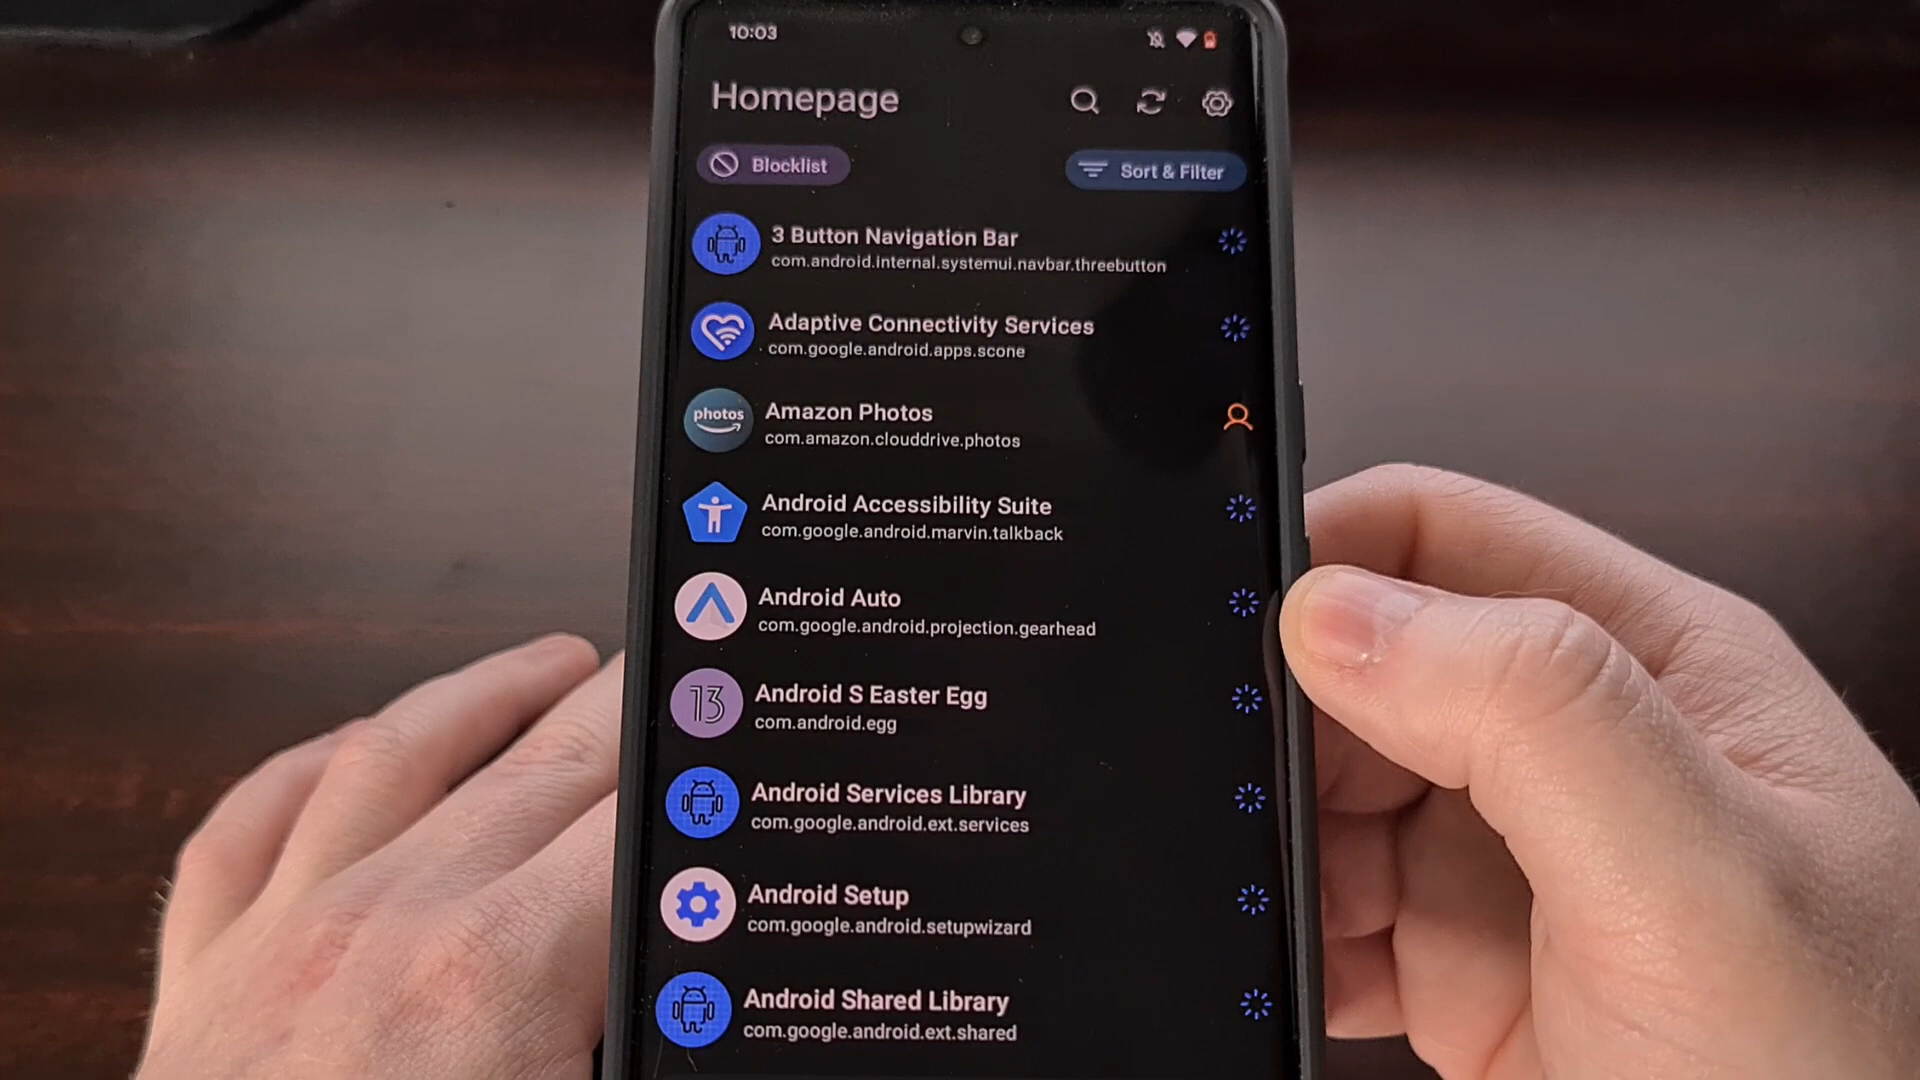 10:03
Homepage
Blocklist
Sort & Filter
3 Button Navigation Bar
com.android.internal.systemui.navbar.threebutton
Adaptive Connectivity Services
com.google.android.apps.scone
photos
Amazon Photos
com.amazon.clouddrive.photos
Android Accessibility Suite
com.google.android.marvin.talkback
Android Auto
com.google.android.projection.gearhead
13
Android S Easter Egg
com.android.egg
Android Services Library
com.google.android.ext.services
Android Setup
com.google.android.setupwizard
Android Shared Library
com.google.android.ext.shared